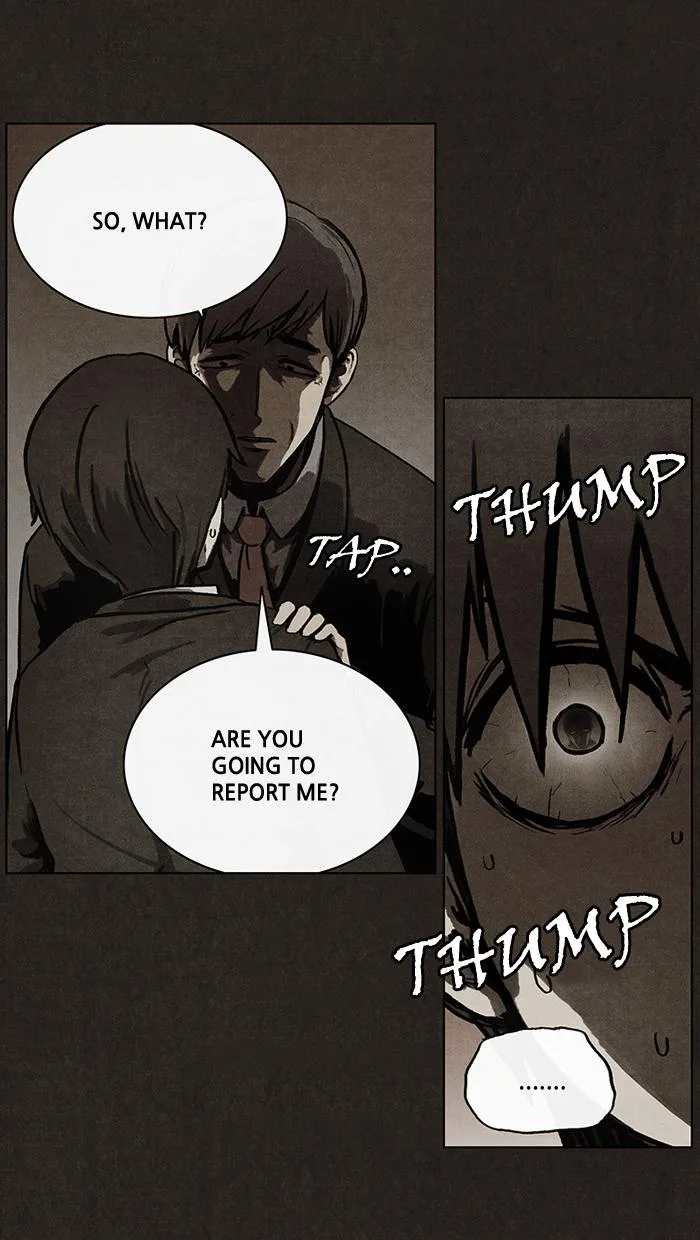 SO, WHAT?
TAP..
ARE YOU
GOING TO
REPORT ME?
THUMP
THUMP
.......